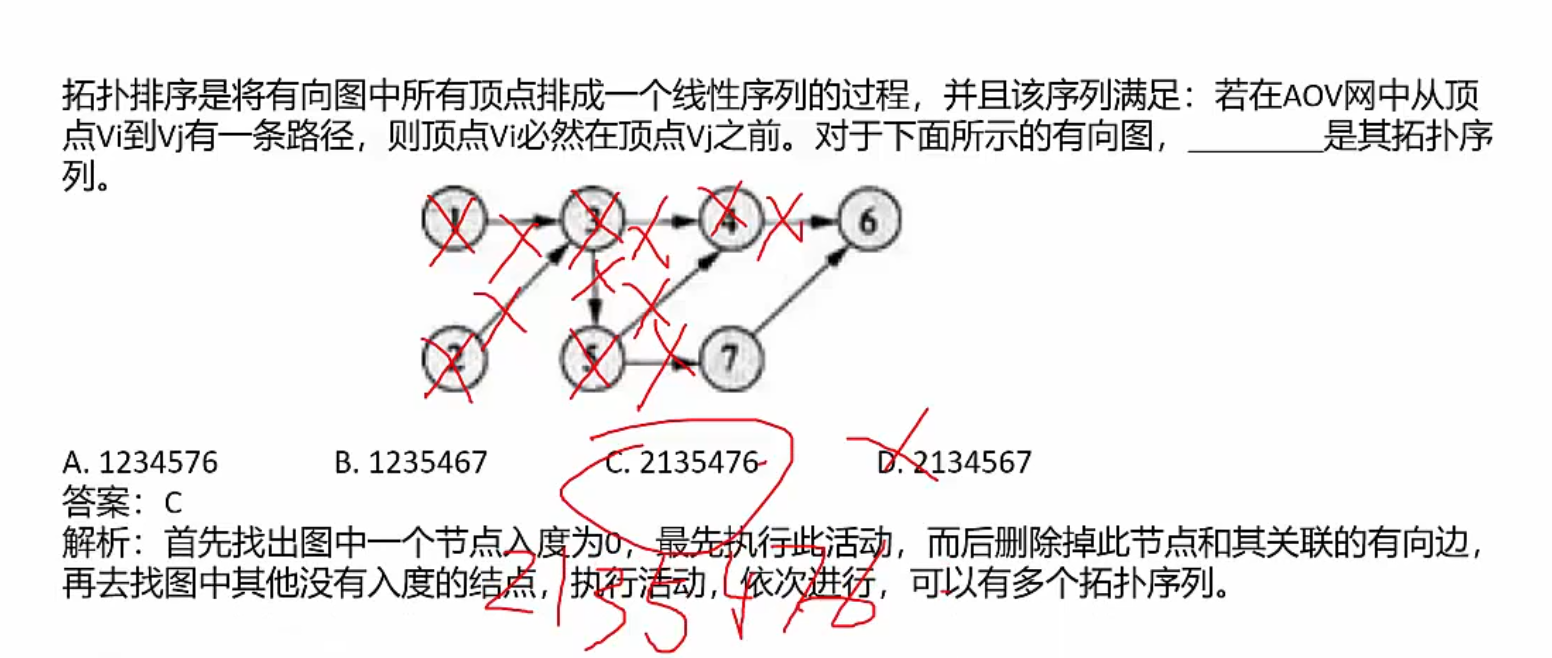 拓扑排序是将有向图中所有顶点排成一个线性序列的过程，并且该序列满足：若在AOV网中从顶
点Vi到Vj有一条路径，则顶点Vi必然在顶点Vj之前。对于下面所示的有向图，________是其拓扑序
列。
1 3 4 6
2 5 7
A. 1234576 B. 1235467 C. 2135476 D. 2134567
答案：C
解析：首先找出图中一个节点入度为0，最先执行此活动，而后删除掉此节点和其关联的有向边，
再去找图中其他没有入度的结点，执行活动，依次进行，可以有多个拓扑序列。
2135476